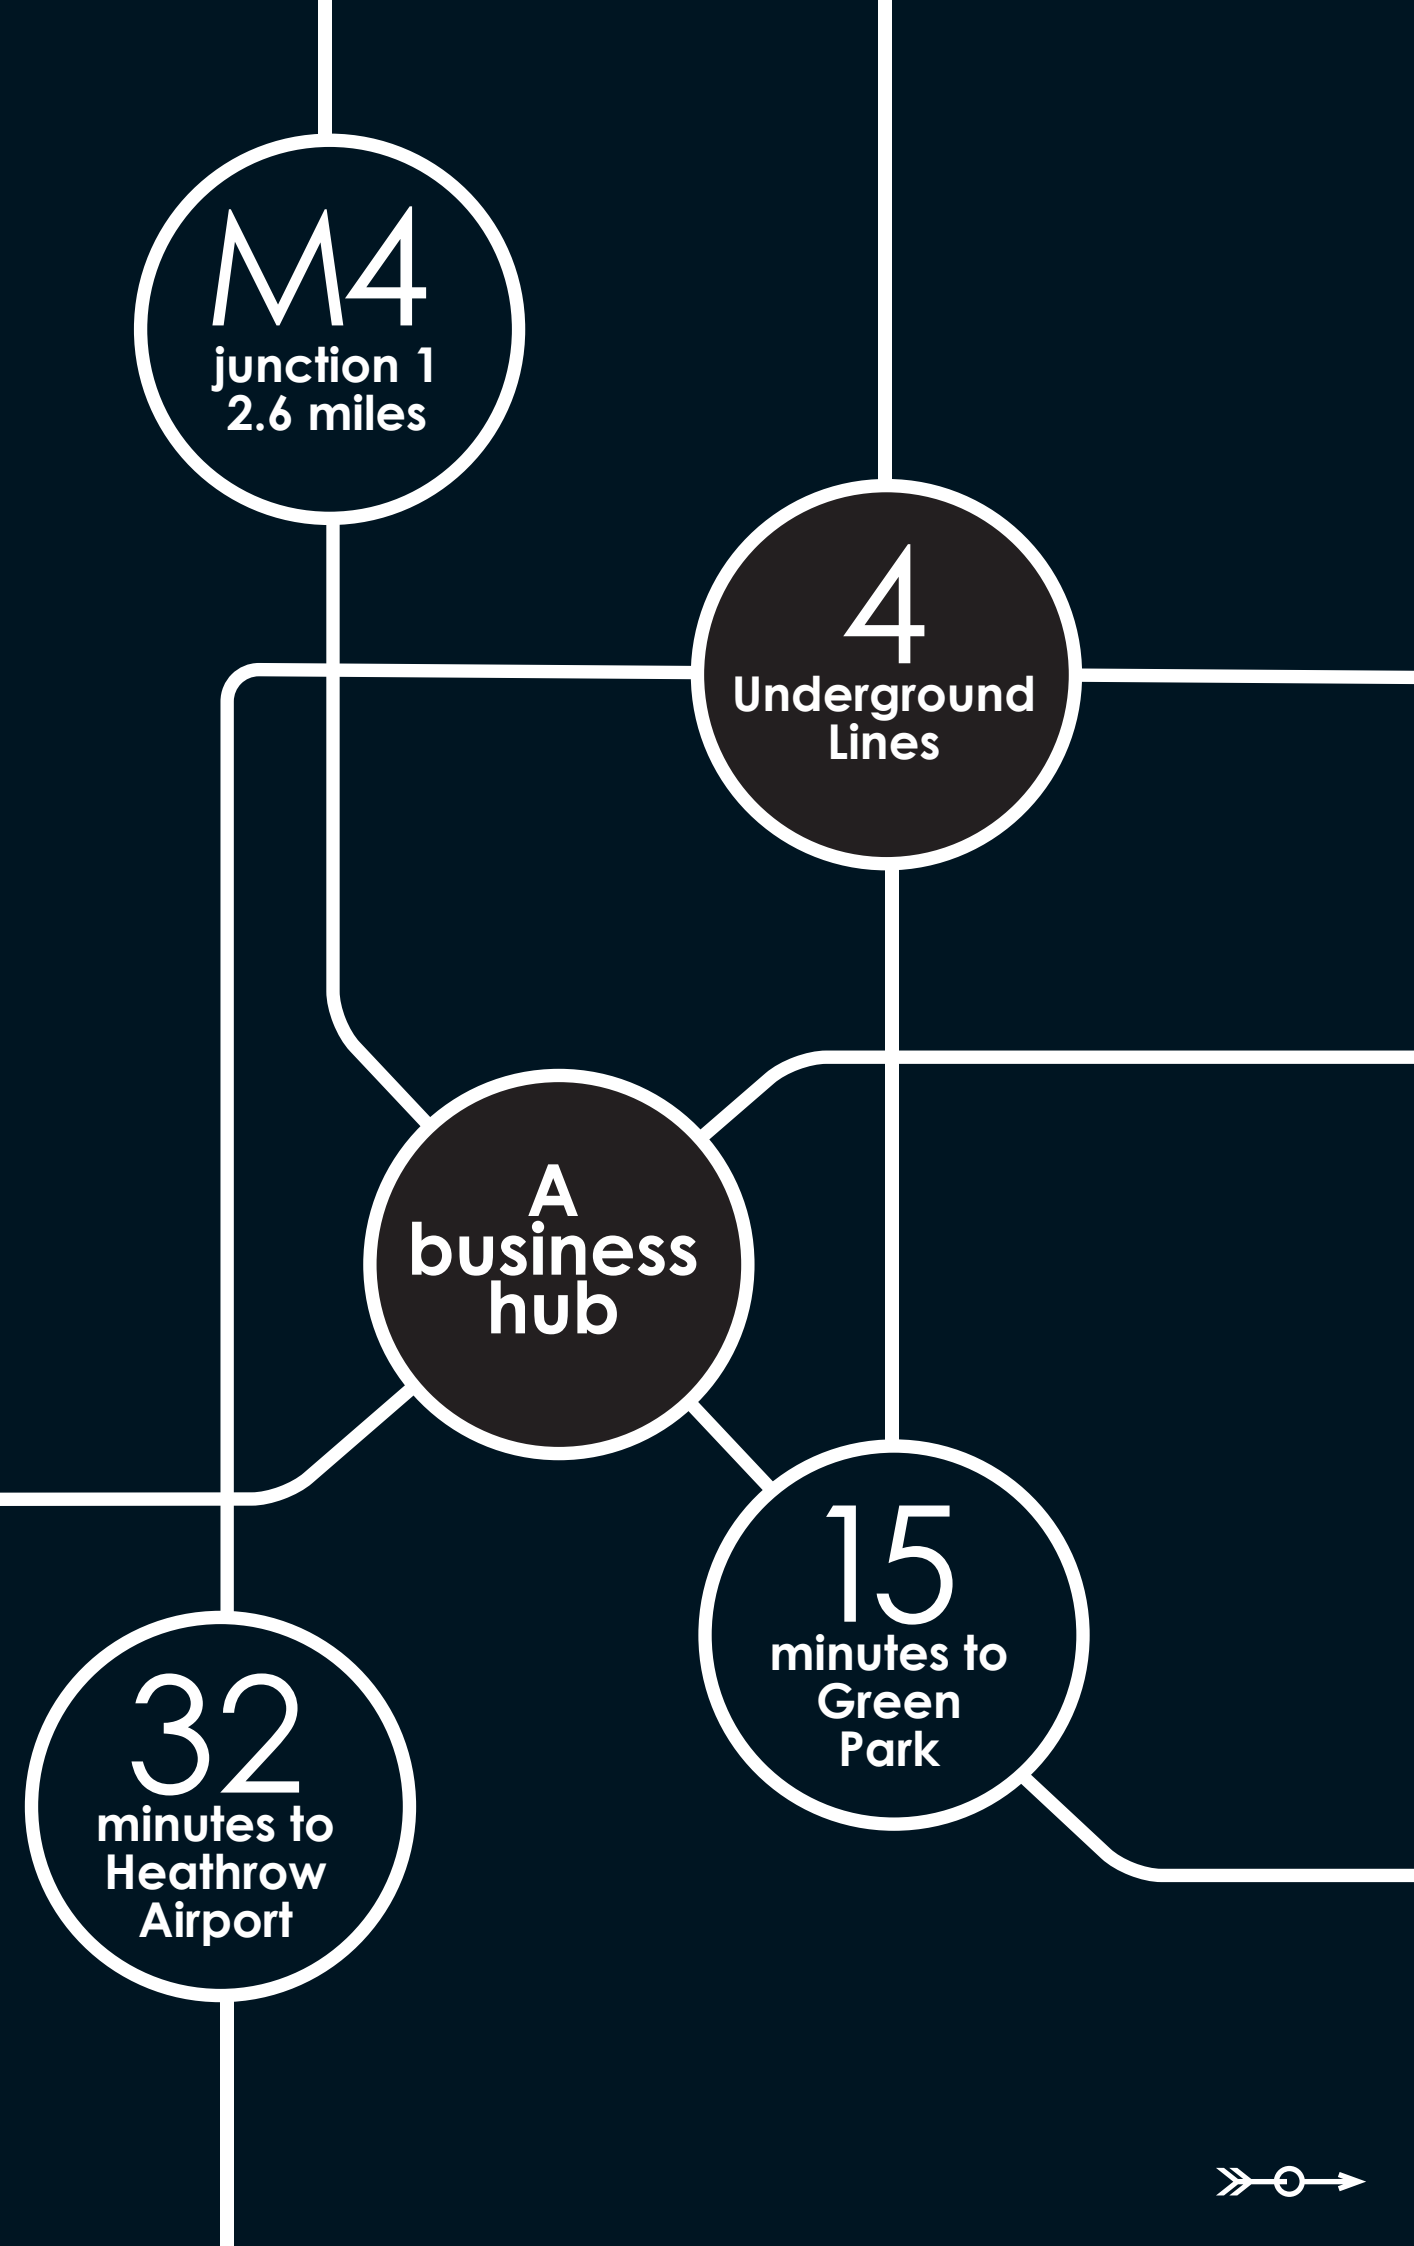 M4
junction 1
2.6 miles
4
Underground
Lines
A
business
hub
15
minutes to
Green
Park
32
minutes to
Heathrow
Airport